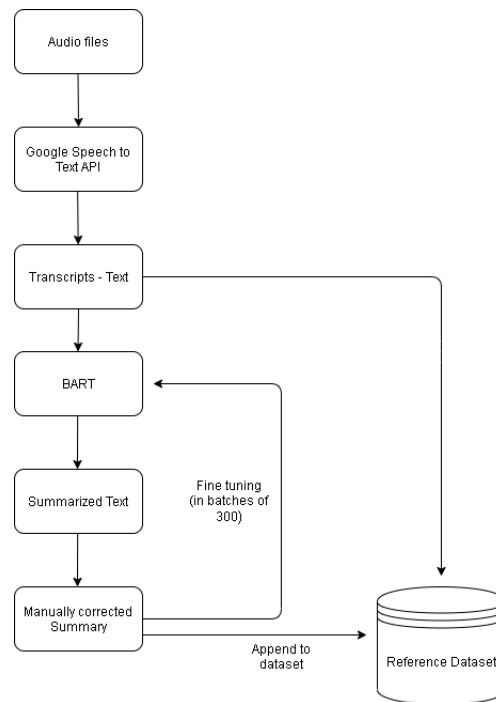 Audio files
Google Speech to
Text API
Transcripts - Text
BART
Fine tuning
(in batches of
300)
Summarized Text
Manually corrected
Summary
Append to
dataset
Reference Dataset